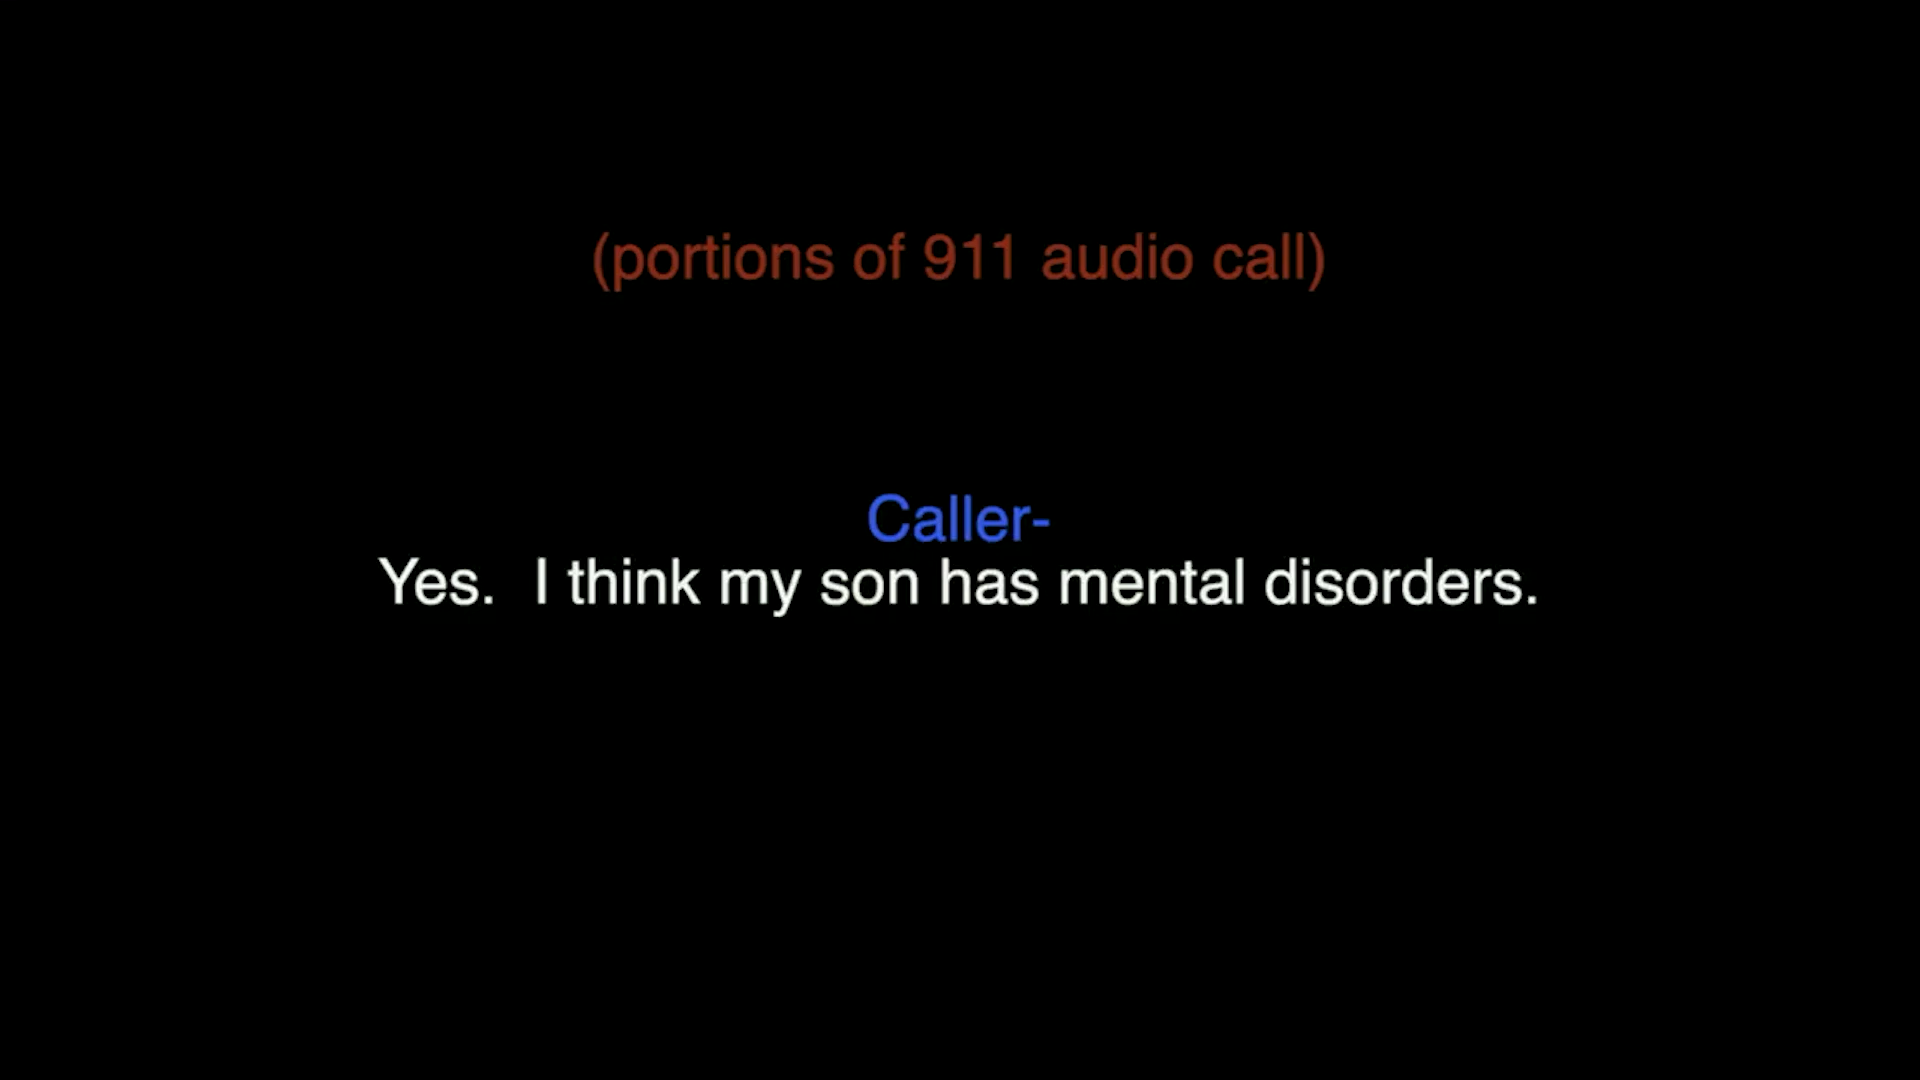 (portions of 911 audio call)
Caller-
Yes.  I think my son has mental disorders.